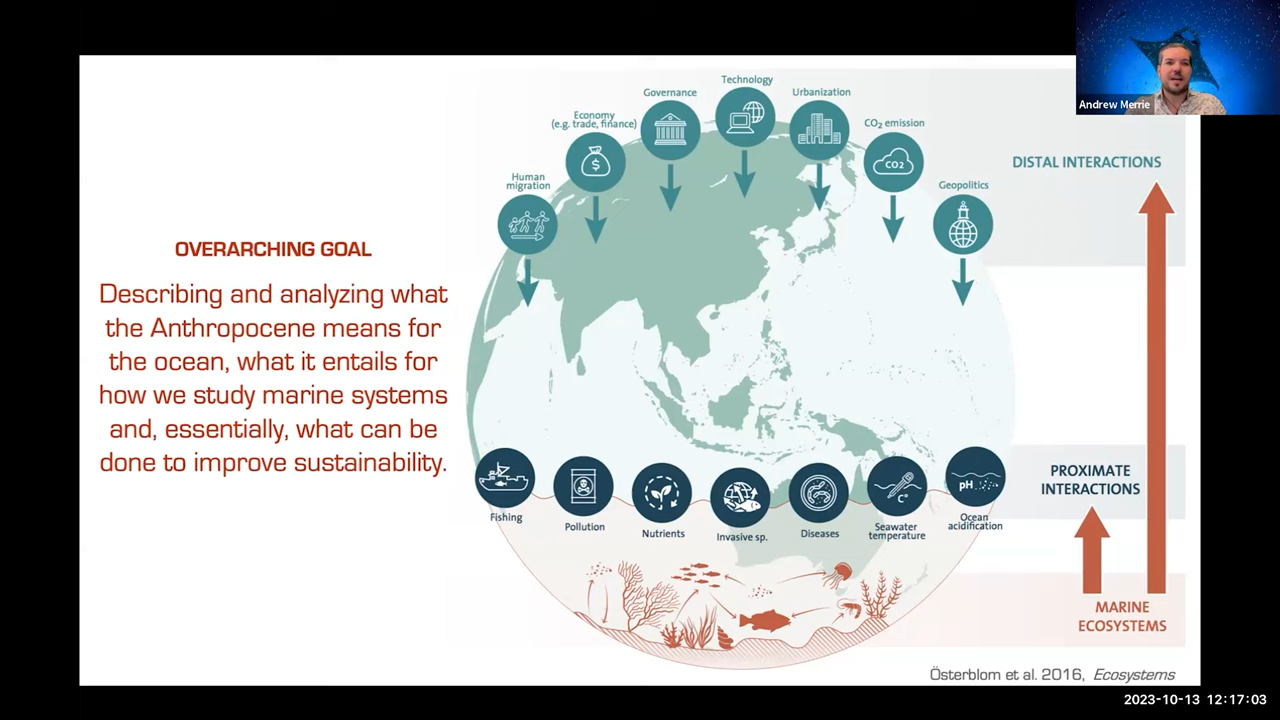 Andrew Merrie
OVERARCHING GOAL
Describing and analyzing what
the Anthropocene means for
the ocean, what it entails for
how we study marine systems
and, essentially, what can be
done to improve sustainability.
Human
migration
Economy
(e.g. trade, finance)
$
Governance
Technology
Urbanization
CO₂ emission
CO2
Geopolitics
DISTAL INTERACTIONS
PROXIMATE
INTERACTIONS
Fishing
Pollution
Nutrients
Invasive sp.
Diseases
C°
Seawater
temperature
pH
Ocean
acidification
MARINE
ECOSYSTEMS
Österblom et al. 2016, Ecosystems
2023-10-13 12:17:03